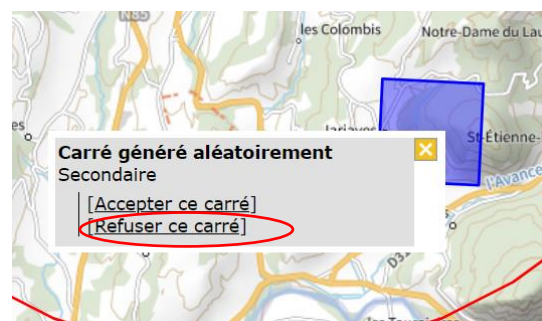 N85
les Colombis
Notre-Dame du Lau
Jarjayes
St-Étienne-
l'Avance
Carré généré aléatoirement
Secondaire
[Accepter ce carré]
[Refuser ce carré]